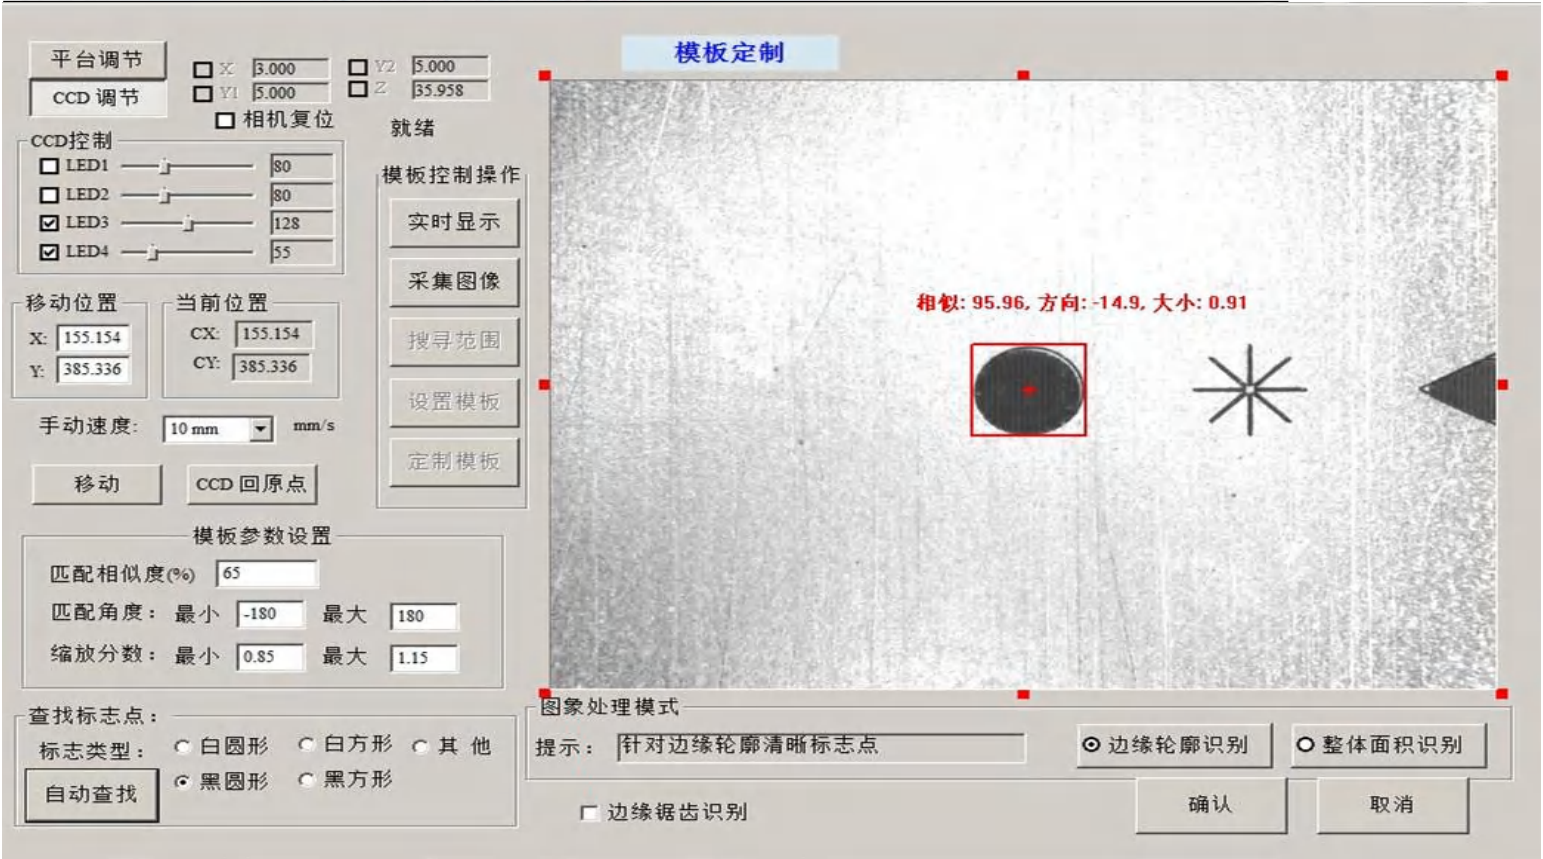 模板定制
平台调节
X 3.000 Y2 5.000
CCD 调节
Y1 5.000 Z 35.958
相机复位
就绪
CCD控制
LED1 80
LED2 80
LED3 128
LED4 55
模板控制操作
实时显示
采集图像
搜寻范围
设置模板
定制模板
移动位置
X: 155.154
Y: 385.336
当前位置
CX: 155.154
CY: 385.336
手动速度: 10 mm mm/s
移动 CCD 回原点
模板参数设置
匹配相似度(%) 65
匹配角度: 最小 -180 最大 180
缩放分数: 最小 0.85 最大 1.15
查找标志点:
标志类型: 白圆形 白方形 其 他
黑圆形 黑方形
自动查找
相似: 95.96, 方向: -14.9, 大小: 0.91
图象处理模式
提示: 针对边缘轮廓清晰标志点 边缘轮廓识别 整体面积识别
边缘锯齿识别
确认 取消